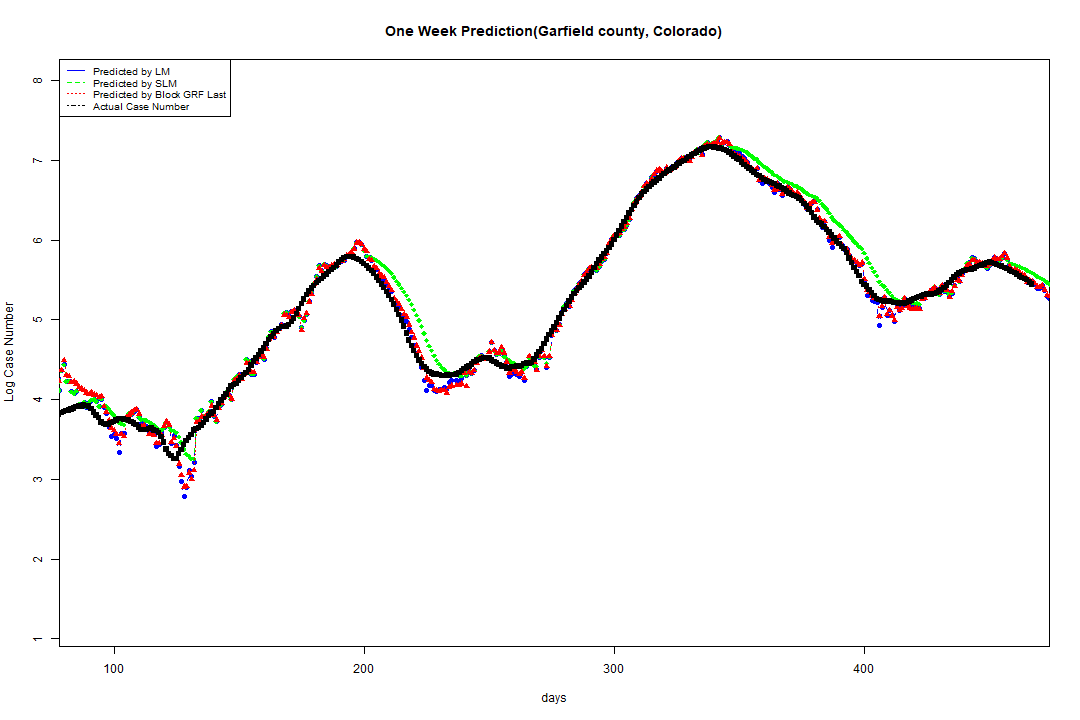 One Week Prediction(Garfield county, Colorado)
Predicted by LM
Predicted by SLM
Predicted by Block GRF Last
Actual Case Number
8
7
6
5
4
3
2
1
Log Case Number
100
200
300
400
days